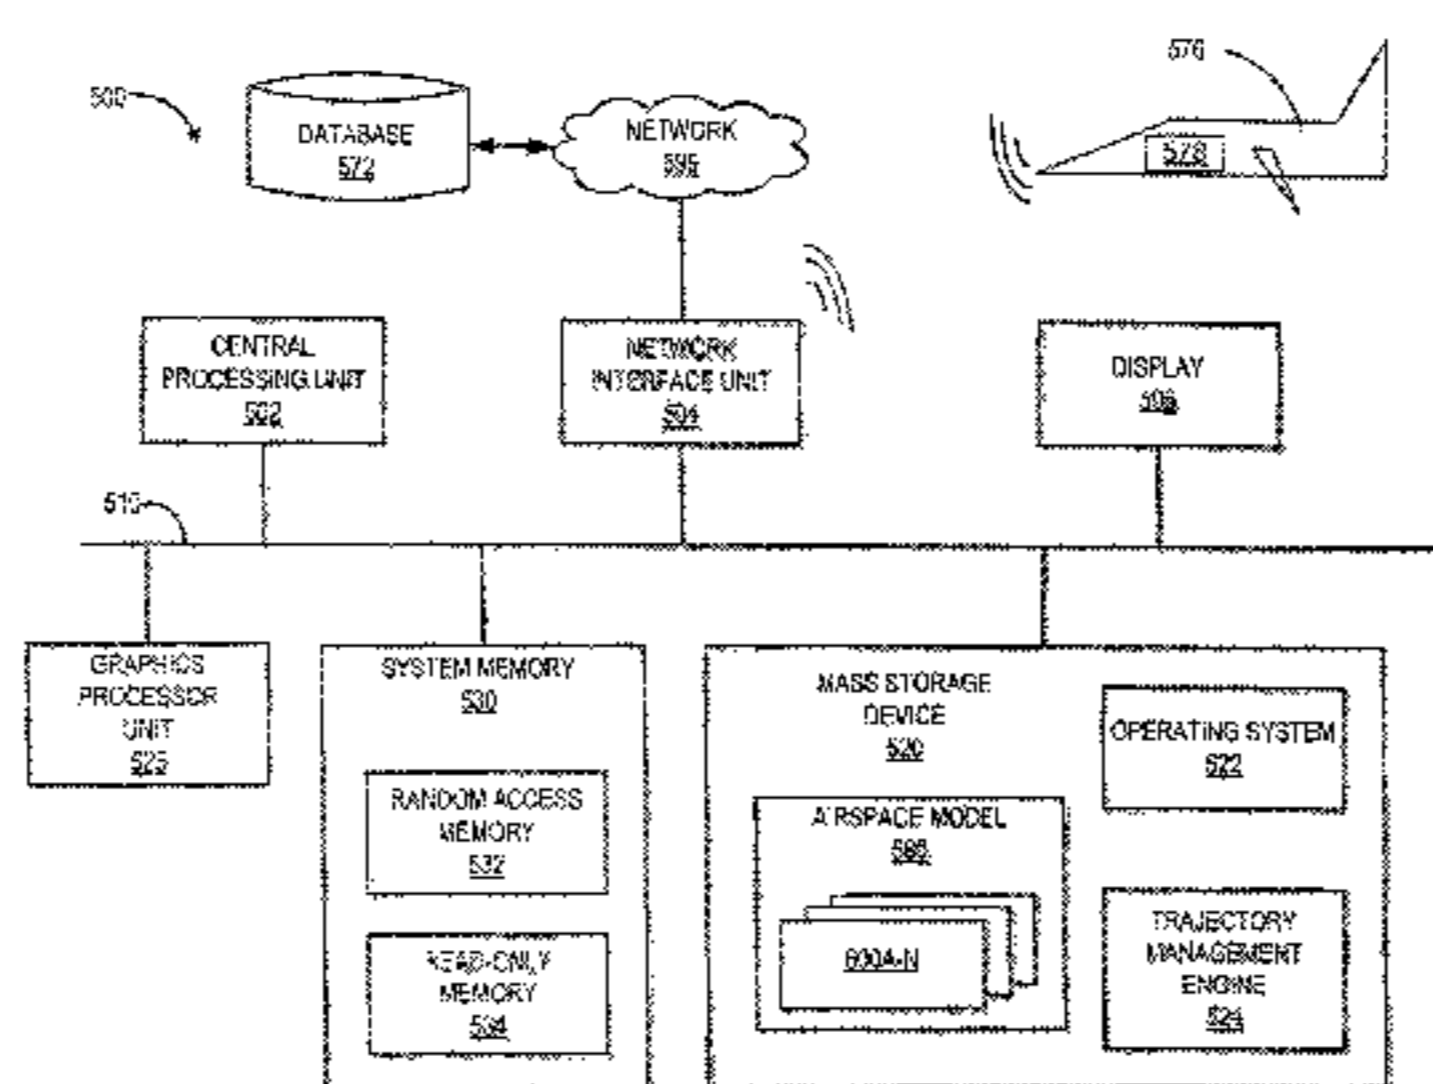 500
576
DATABASE
572
NETWORK
595
578
CENTRAL
PROCESSING UNIT
502
NETWORK
INTERFACE UNIT
504
DISPLAY
506
515
GRAPHICS
PROCESSOR
UNIT
525
SYSTEM MEMORY
530
RANDOM ACCESS
MEMORY
532
READ-ONLY
MEMORY
534
MASS STORAGE
DEVICE
520
OPERATING SYSTEM
522
AIRSPACE MODEL
600A-N
TRAJECTORY
MANAGEMENT
ENGINE
524